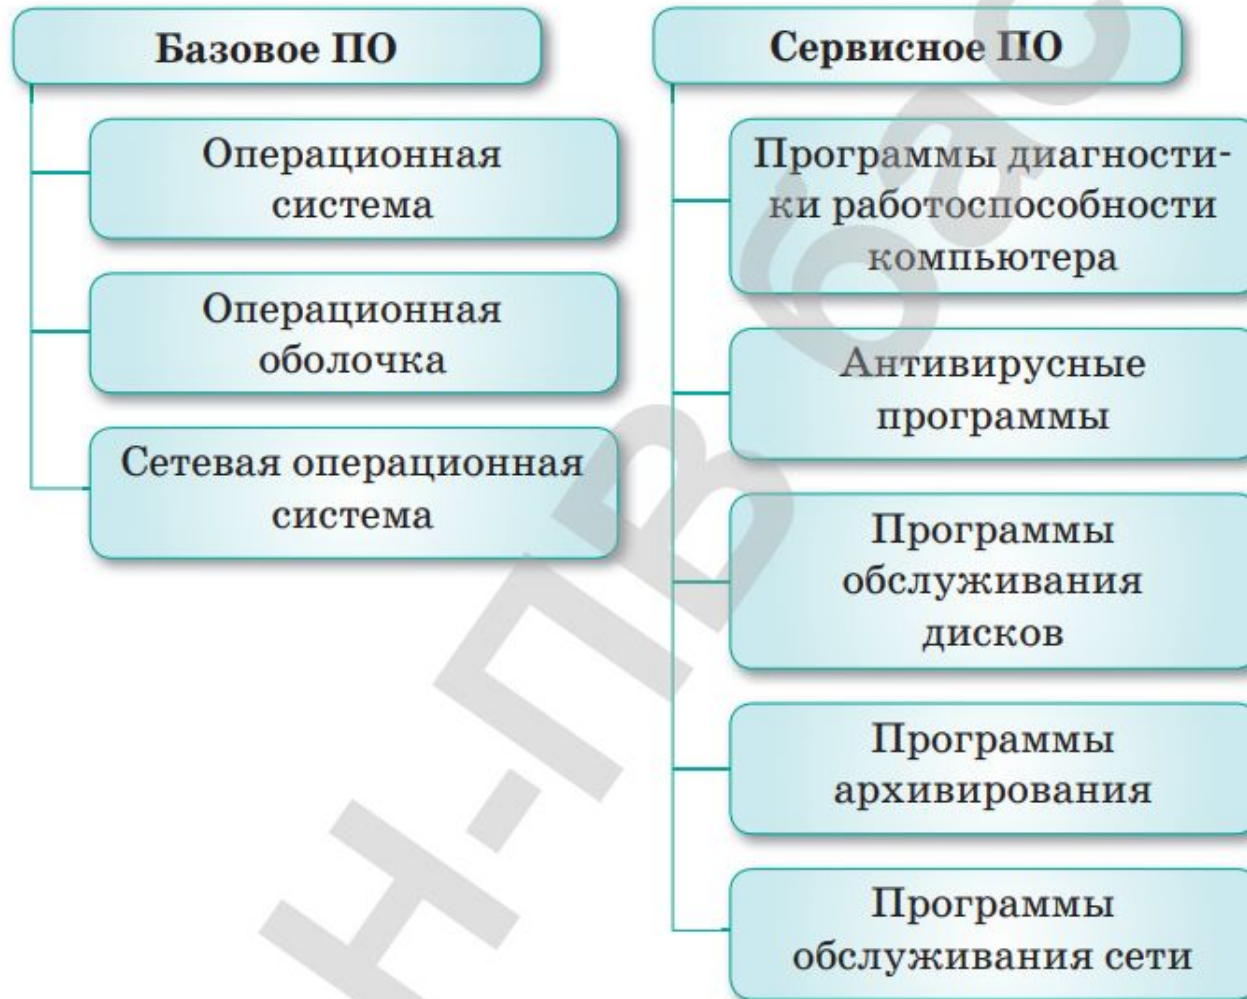 Базовое ПО
Операционная
система
Операционная
оболочка
Сетевая операционная
система
Сервисное ПО
Программы диагности-
ки работоспособности
компьютера
Антивирусные
программы
Программы
обслуживания
дисков
Программы
архивирования
Программы
обслуживания сети